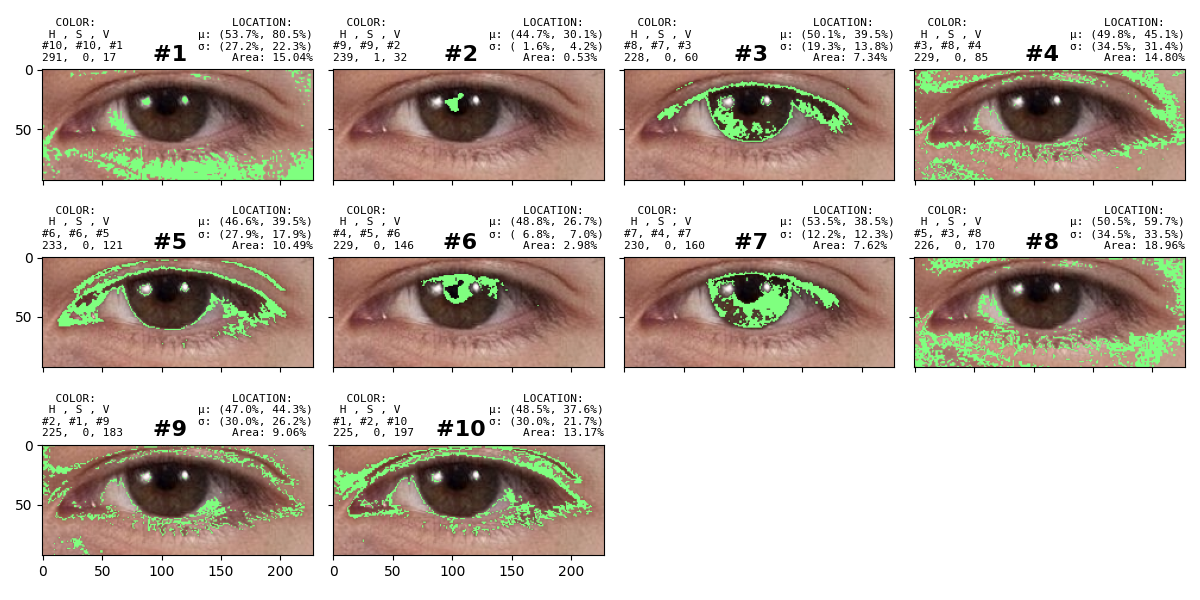 COLOR: LOCATION:
H , S , V μ: (53.7%, 80.5%)
#10, #10, #1 #1 σ: (27.2%, 22.3%)
291, 0, 17 Area: 15.04%
COLOR: LOCATION:
H , S , V μ: (44.7%, 30.1%)
#9, #9, #2 #2 σ: ( 1.6%, 4.2%)
239, 1, 32 Area: 0.53%
COLOR: LOCATION:
H , S , V μ: (50.1%, 39.5%)
#8, #7, #3 #3 σ: (19.3%, 13.8%)
228, 0, 60 Area: 7.34%
COLOR: LOCATION:
H , S , V μ: (49.8%, 45.1%)
#3, #8, #4 #4 σ: (34.5%, 31.4%)
229, 0, 85 Area: 14.80%
0
50
COLOR: LOCATION:
H , S , V μ: (46.6%, 39.5%)
#6, #6, #5 #5 σ: (27.9%, 17.9%)
233, 0, 121 Area: 10.49%
COLOR: LOCATION:
H , S , V μ: (48.8%, 26.7%)
#4, #5, #6 #6 σ: ( 6.8%, 7.0%)
229, 0, 146 Area: 2.98%
COLOR: LOCATION:
H , S , V μ: (53.5%, 38.5%)
#7, #4, #7 #7 σ: (12.2%, 12.3%)
230, 0, 160 Area: 7.62%
COLOR: LOCATION:
H , S , V μ: (50.5%, 59.7%)
#5, #3, #8 #8 σ: (34.5%, 33.5%)
226, 0, 170 Area: 18.96%
0
50
COLOR: LOCATION:
H , S , V μ: (47.0%, 44.3%)
#2, #1, #9 #9 σ: (30.0%, 26.2%)
225, 0, 183 Area: 9.06%
COLOR: LOCATION:
H , S , V μ: (48.5%, 37.6%)
#1, #2, #10 #10 σ: (30.0%, 21.7%)
225, 0, 197 Area: 13.17%
0
50
0 50 100 150 200
0 50 100 150 200